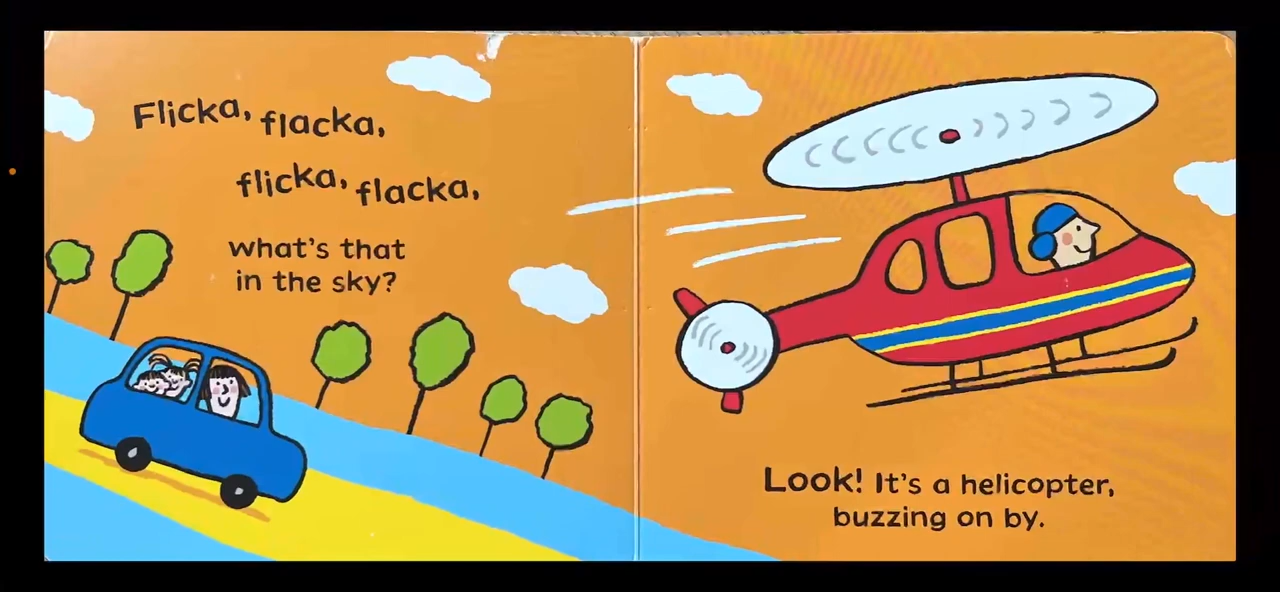 Flicka, flacka,
flicka, flacka,
what's that
in the sky?
Look! It's a helicopter,
buzzing on by.